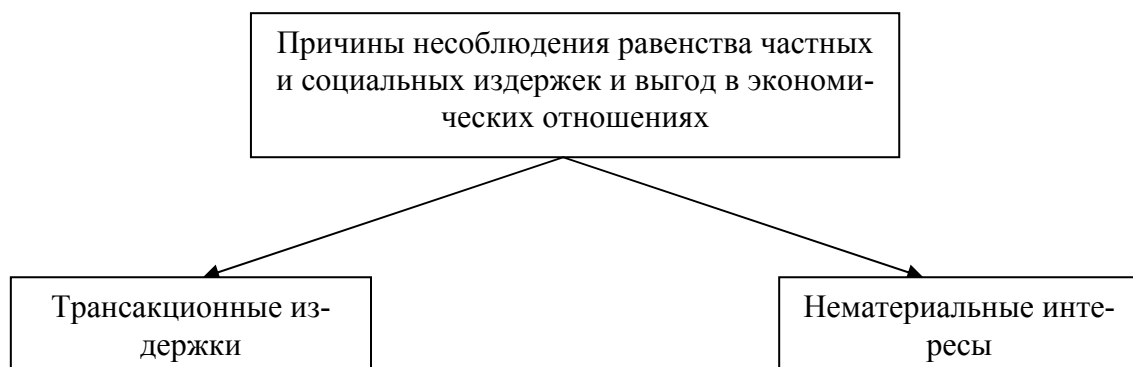 Причины несоблюдения равенства частных
и социальных издержек и выгод в экономи-
ческих отношениях
Трансакционные из-
держки
Нематериальные инте-
ресы